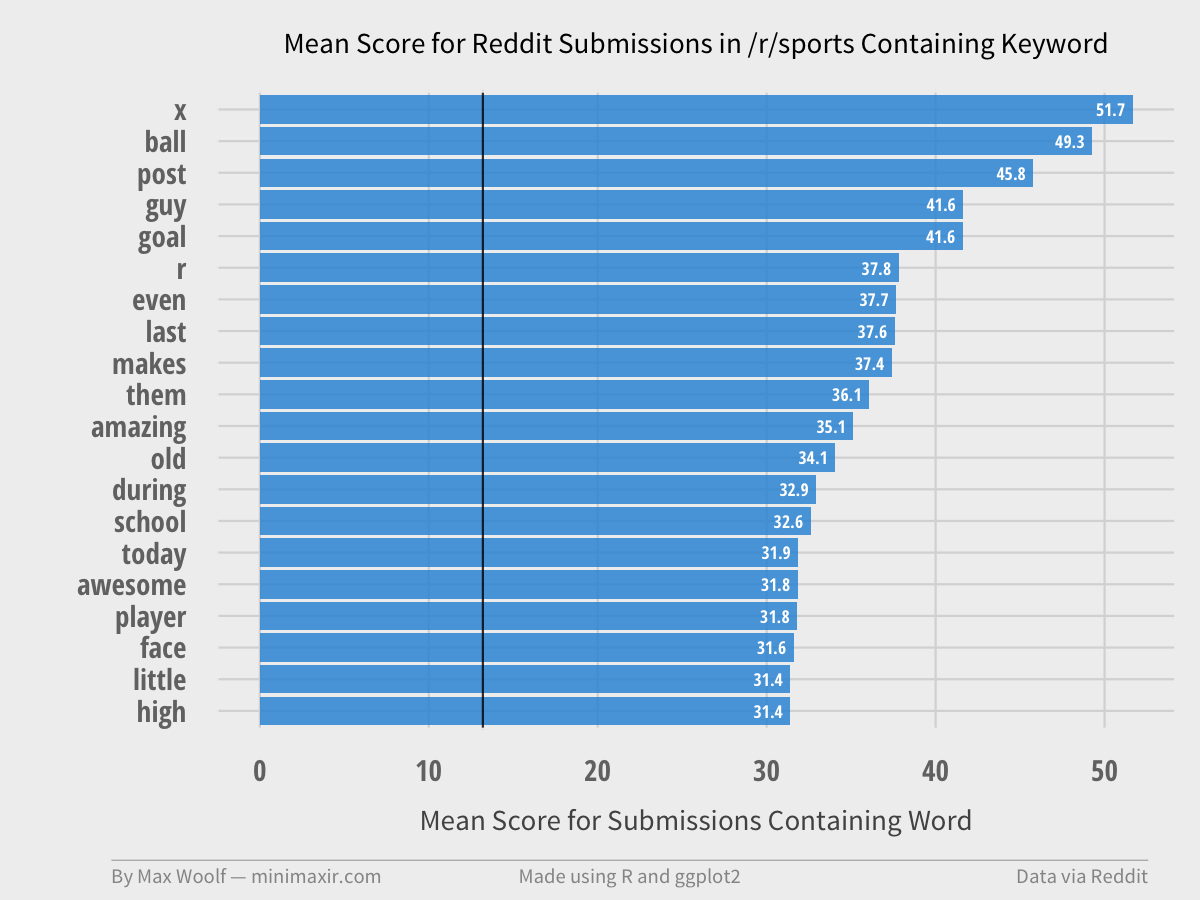 Mean Score for Reddit Submissions in /r/sports Containing Keyword
x 51.7
ball 49.3
post 45.8
guy 41.6
goal 41.6
r 37.8
even 37.7
last 37.6
makes 37.4
them 36.1
amazing 35.1
old 34.1
during 32.9
school 32.6
today 31.9
awesome 31.8
player 31.8
face 31.6
little 31.4
high 31.4
0 10 20 30 40 50
Mean Score for Submissions Containing Word
By Max Woolf — minimaxir.com Made using R and ggplot2 Data via Reddit